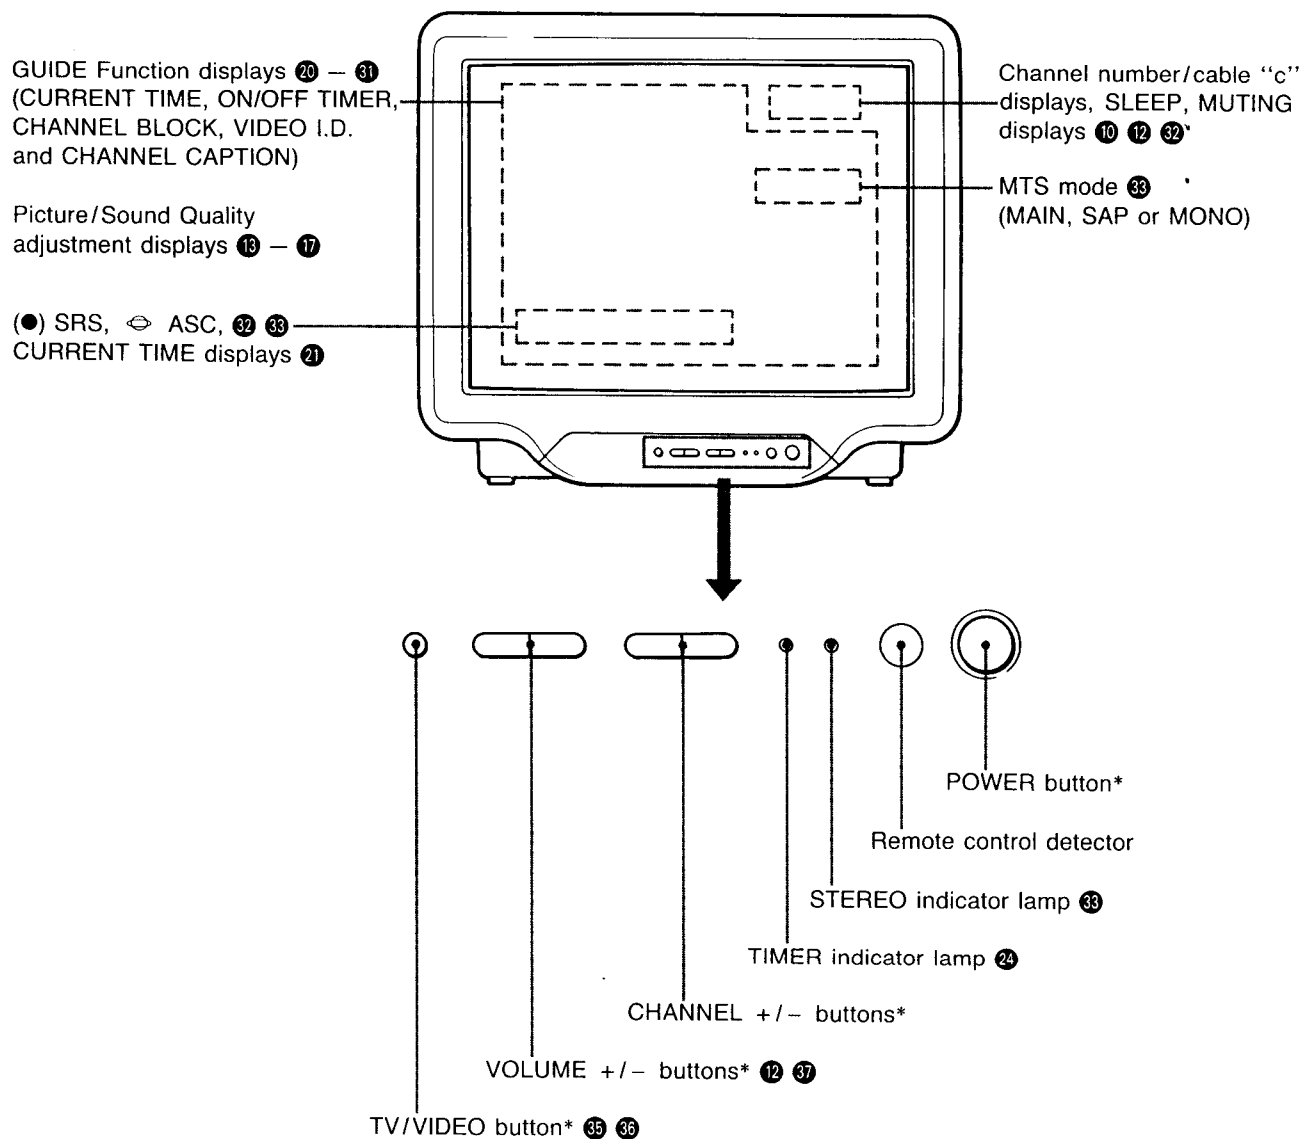 GUIDE Function displays 20 – 31
(CURRENT TIME, ON/OFF TIMER,
CHANNEL BLOCK, VIDEO I.D.
and CHANNEL CAPTION)
Picture/Sound Quality
adjustment displays 13 – 17
(●) SRS, ASC, 32 33
CURRENT TIME displays 21
Channel number/cable "c"
displays, SLEEP, MUTING
displays 10 12 32
MTS mode 33
(MAIN, SAP or MONO)
POWER button*
Remote control detector
STEREO indicator lamp 33
TIMER indicator lamp 24
CHANNEL +/– buttons*
VOLUME +/– buttons* 12 37
TV/VIDEO button* 35 36